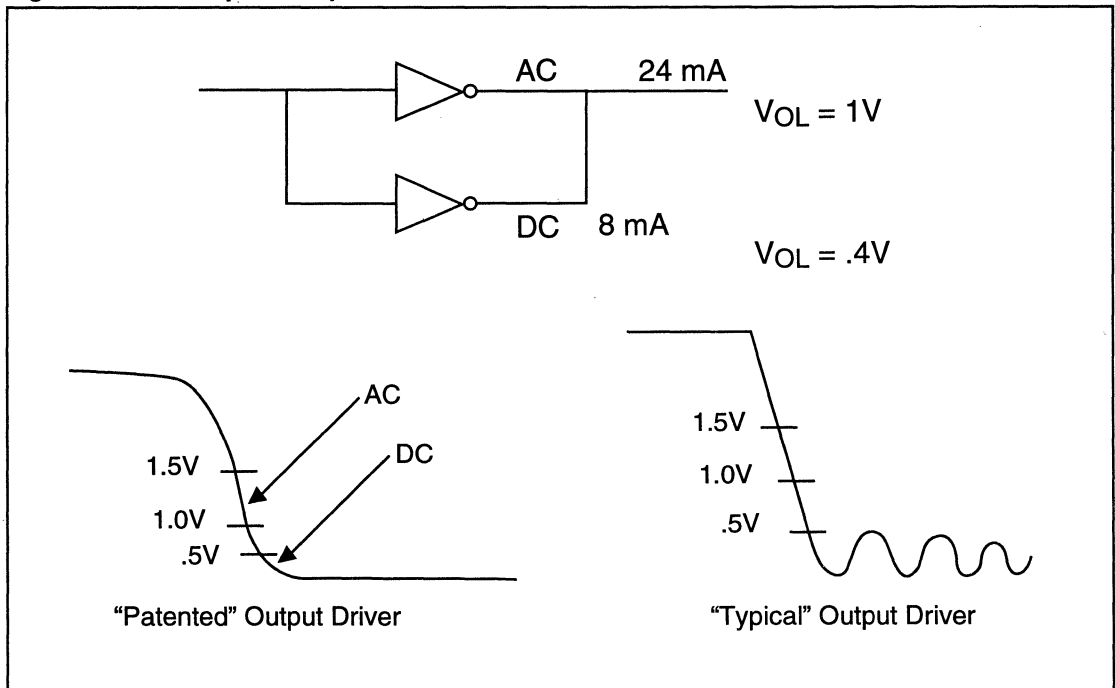 AC 24 mA
VOL = 1V
DC 8 mA
VOL = .4V
AC
DC
1.5V
1.0V
.5V
1.5V
1.0V
.5V
“Patented” Output Driver
“Typical” Output Driver